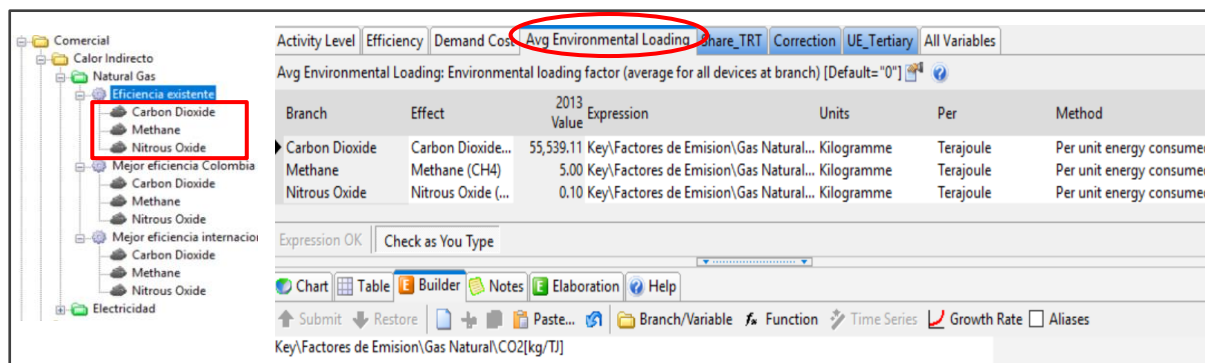 Comercial
Calor Indirecto
Natural Gas
Eficiencia existente
Carbon Dioxide
Methane
Nitrous Oxide
Mejor eficiencia Colombia
Carbon Dioxide
Methane
Nitrous Oxide
Mejor eficiencia internacio
Carbon Dioxide
Methane
Nitrous Oxide
Electricidad
Activity Level Efficiency Demand Cost Avg Environmental Loading Share_TRT Correction UE_Tertiary All Variables
Avg Environmental Loading: Environmental loading factor (average for all devices at branch) [Default="0"]
Branch Effect 2013 Value Expression Units Per Method
Carbon Dioxide Carbon Dioxide... 55,539.11 Key\Factores de Emision\Gas Natural... Kilogramme Terajoule Per unit energy consume
Methane Methane (CH4) 5.00 Key\Factores de Emision\Gas Natural... Kilogramme Terajoule Per unit energy consume
Nitrous Oxide Nitrous Oxide (... 0.10 Key\Factores de Emision\Gas Natural... Kilogramme Terajoule Per unit energy consume
Expression OK Check as You Type
Chart Table Builder Notes Elaboration Help
Submit Restore Paste... Branch/Variable fx Function Time Series Growth Rate Aliases
Key\Factores de Emision\Gas Natural\CO2[kg/TJ]